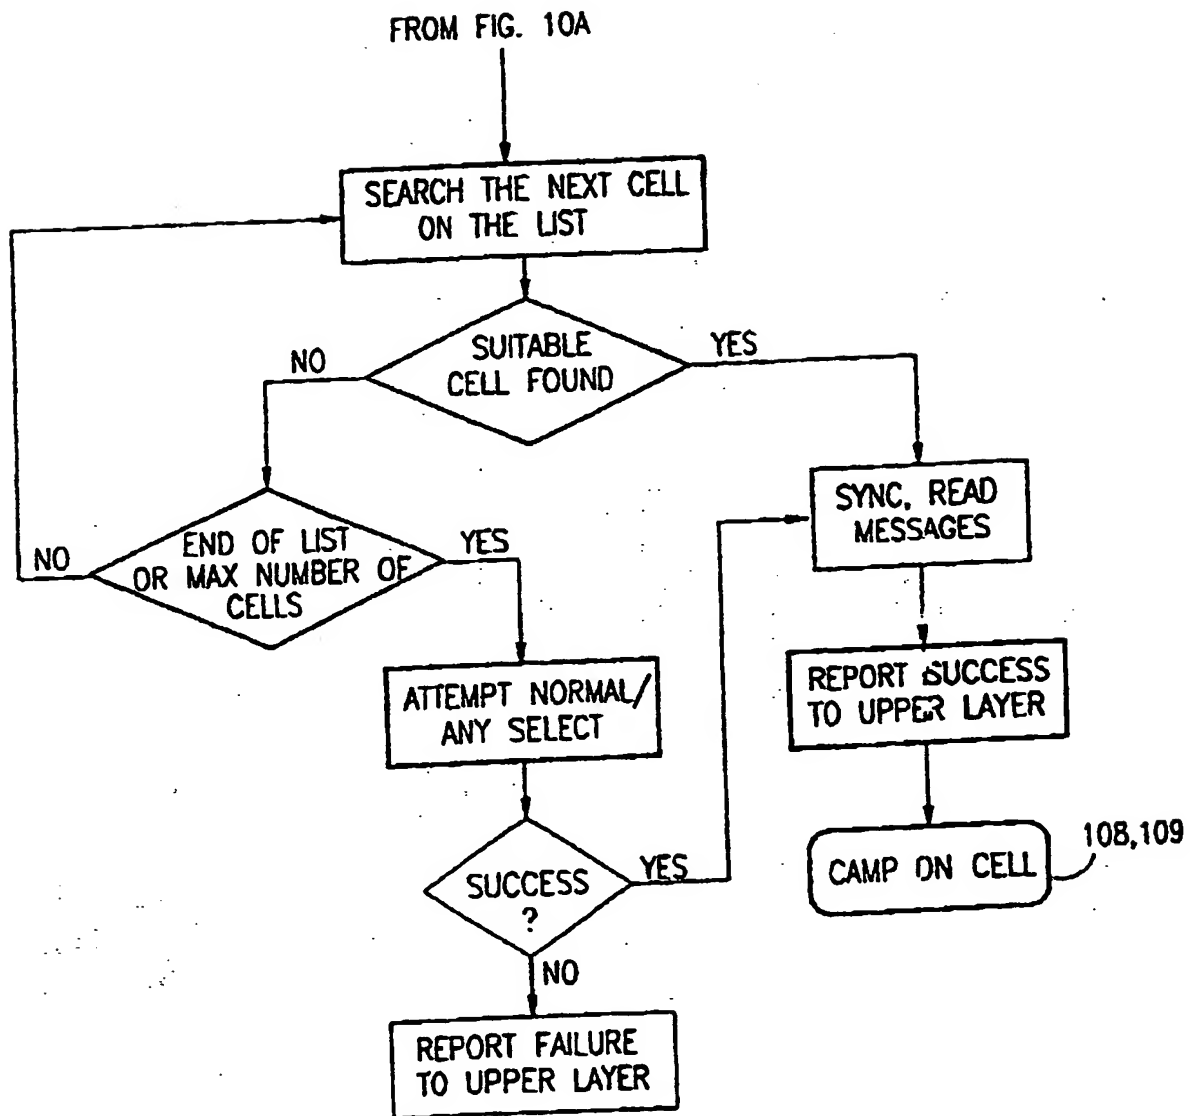 FROM FIG. 10A
SEARCH THE NEXT CELL
ON THE LIST
NO
SUITABLE
CELL FOUND
YES
NO
END OF LIST
OR MAX NUMBER OF
CELLS
YES
SYNC, READ
MESSAGES
ATTEMPT NORMAL/
ANY SELECT
REPORT SUCCESS
TO UPPER LAYER
SUCCESS
?
YES
CAMP ON CELL
108,109
NO
REPORT FAILURE
TO UPPER LAYER